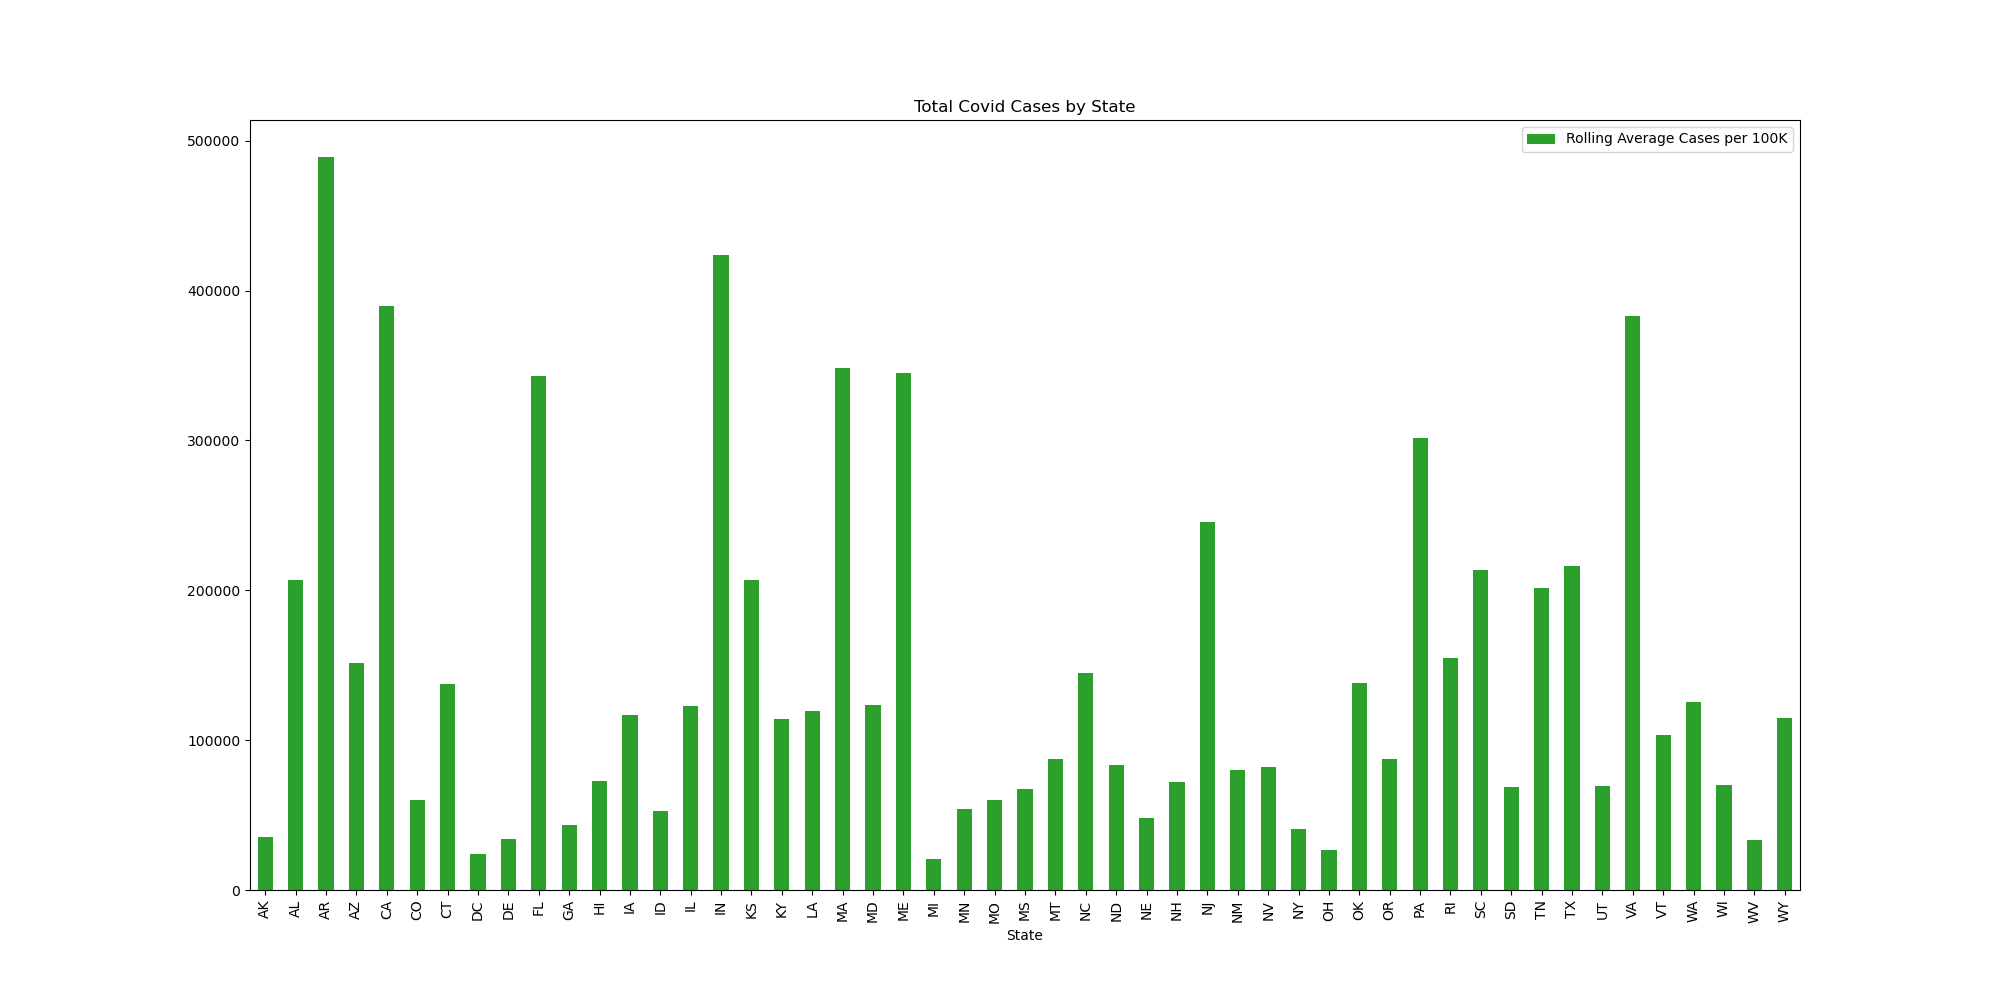 Total Covid Cases by State
Rolling Average Cases per 100K
500000
400000
300000
200000
100000
0
AK AL AR AZ CA CO CT DC DE FL GA HI IA ID IL IN KS KY LA MA MD ME MI MN MO MS MT NC ND NE NH NJ NM NV NY OH OK OR PA RI SC SD TN TX UT VA VT WA WI WV WY
State